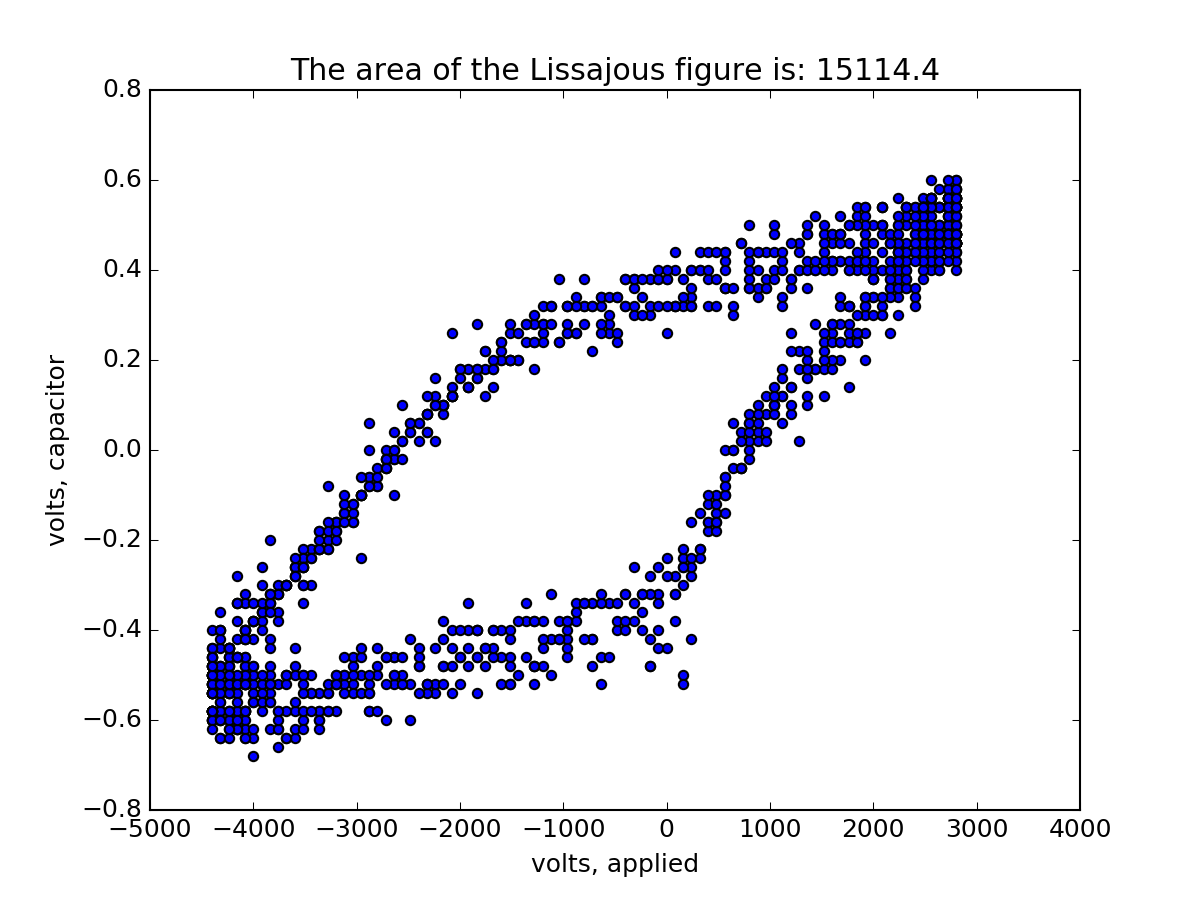 The area of the Lissajous figure is: 15114.4
0.8
0.6
0.4
0.2
0.0
−0.2
−0.4
−0.6
−0.8
volts, capacitor
−5000 −4000 −3000 −2000 −1000 0 1000 2000 3000 4000
volts, applied